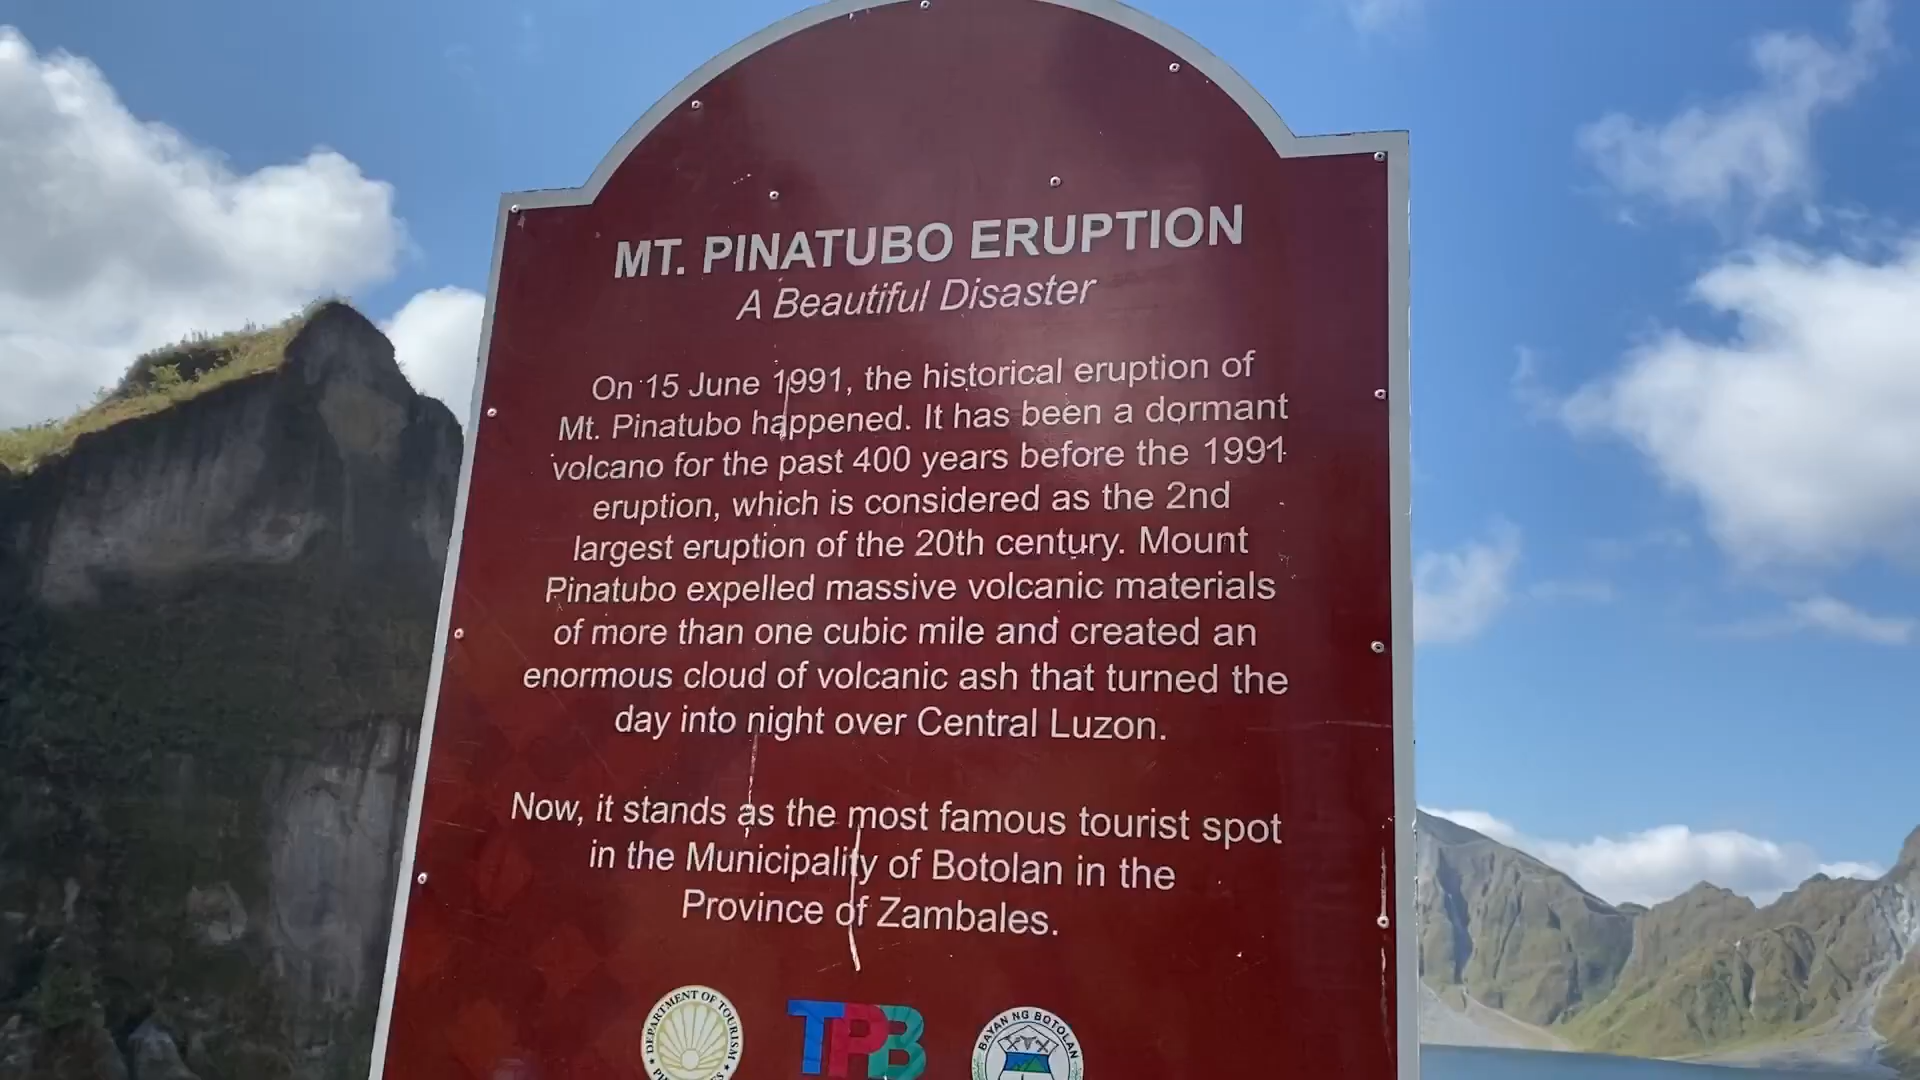 MT. PINATUBO ERUPTION
A Beautiful Disaster
On 15 June 1991, the historical eruption of
Mt. Pinatubo happened. It has been a dormant
volcano for the past 400 years before the 1991
eruption, which is considered as the 2nd
largest eruption of the 20th century. Mount
Pinatubo expelled massive volcanic materials
of more than one cubic mile and created an
enormous cloud of volcanic ash that turned the
day into night over Central Luzon.
Now, it stands as the most famous tourist spot
in the Municipality of Botolan in the
Province of Zambales.
DEPARTMENT OF TOURISM
TPB
BAYAN NG BOTOLAN